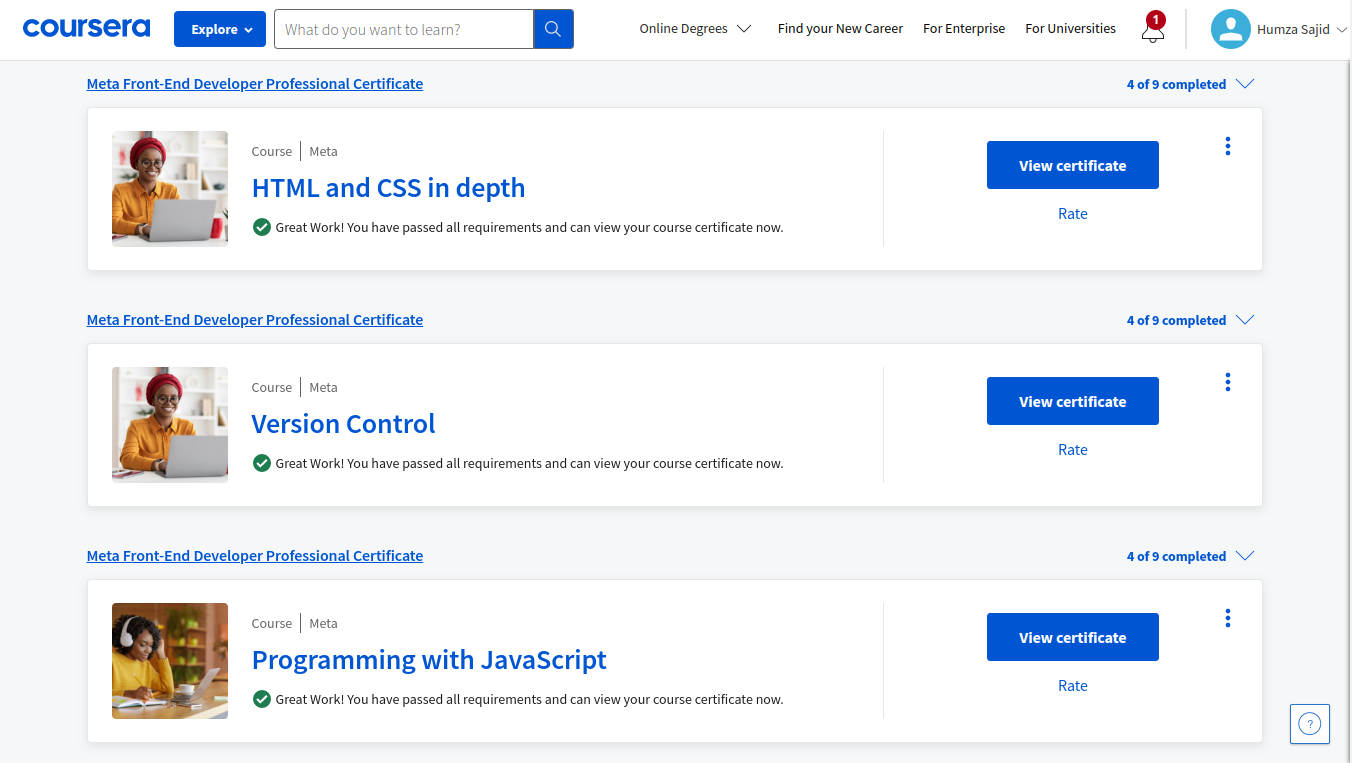 coursera
Explore
What do you want to learn?
Online Degrees
Find your New Career
For Enterprise
For Universities
1
Humza Sajid
Meta Front-End Developer Professional Certificate
4 of 9 completed
Course | Meta
HTML and CSS in depth
Great Work! You have passed all requirements and can view your course certificate now.
View certificate
Rate
Meta Front-End Developer Professional Certificate
4 of 9 completed
Course | Meta
Version Control
Great Work! You have passed all requirements and can view your course certificate now.
View certificate
Rate
Meta Front-End Developer Professional Certificate
4 of 9 completed
Course | Meta
Programming with JavaScript
Great Work! You have passed all requirements and can view your course certificate now.
View certificate
Rate
?